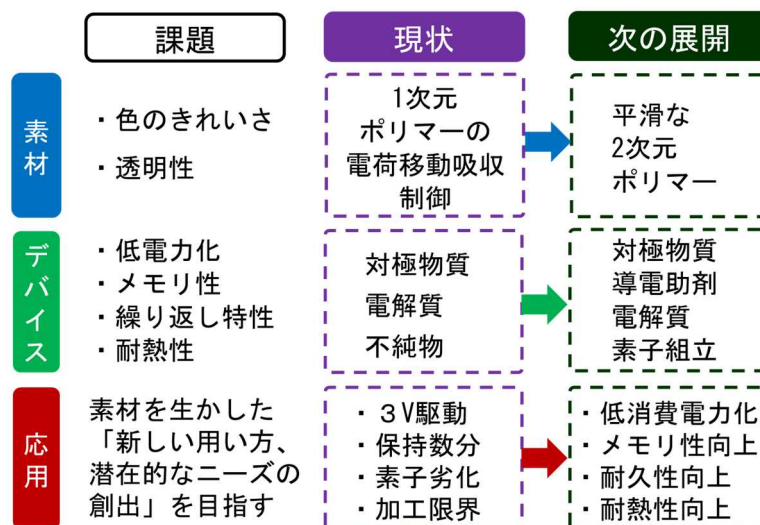 課題
現状
次の展開
素材
・色のきれいさ
・透明性
1次元
ポリマーの
電荷移動吸収
制御
平滑な
2次元
ポリマー
デバイス
・低電力化
・メモリ性
・繰り返し特性
・耐熱性
対極物質
電解質
不純物
対極物質
導電助剤
電解質
素子組立
応用
素材を生かした
「新しい用い方、
潜在的なニーズの
創出」を目指す
・３V駆動
・保持数分
・素子劣化
・加工限界
・低消費電力化
・メモリ性向上
・耐久性向上
・耐熱性向上